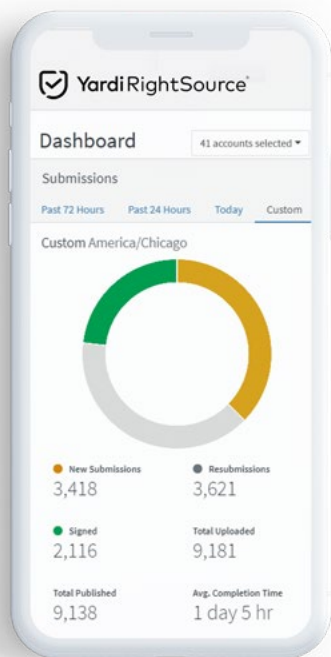 YardiRightSource®
Dashboard
41 accounts selected
Submissions
Past 72 Hours Past 24 Hours Today Custom
Custom America/Chicago
New Submissions Resubmissions
3,418 3,621
Signed Total Uploaded
2,116 9,181
Total Published Avg. Completion Time
9,138 1 day 5 hr